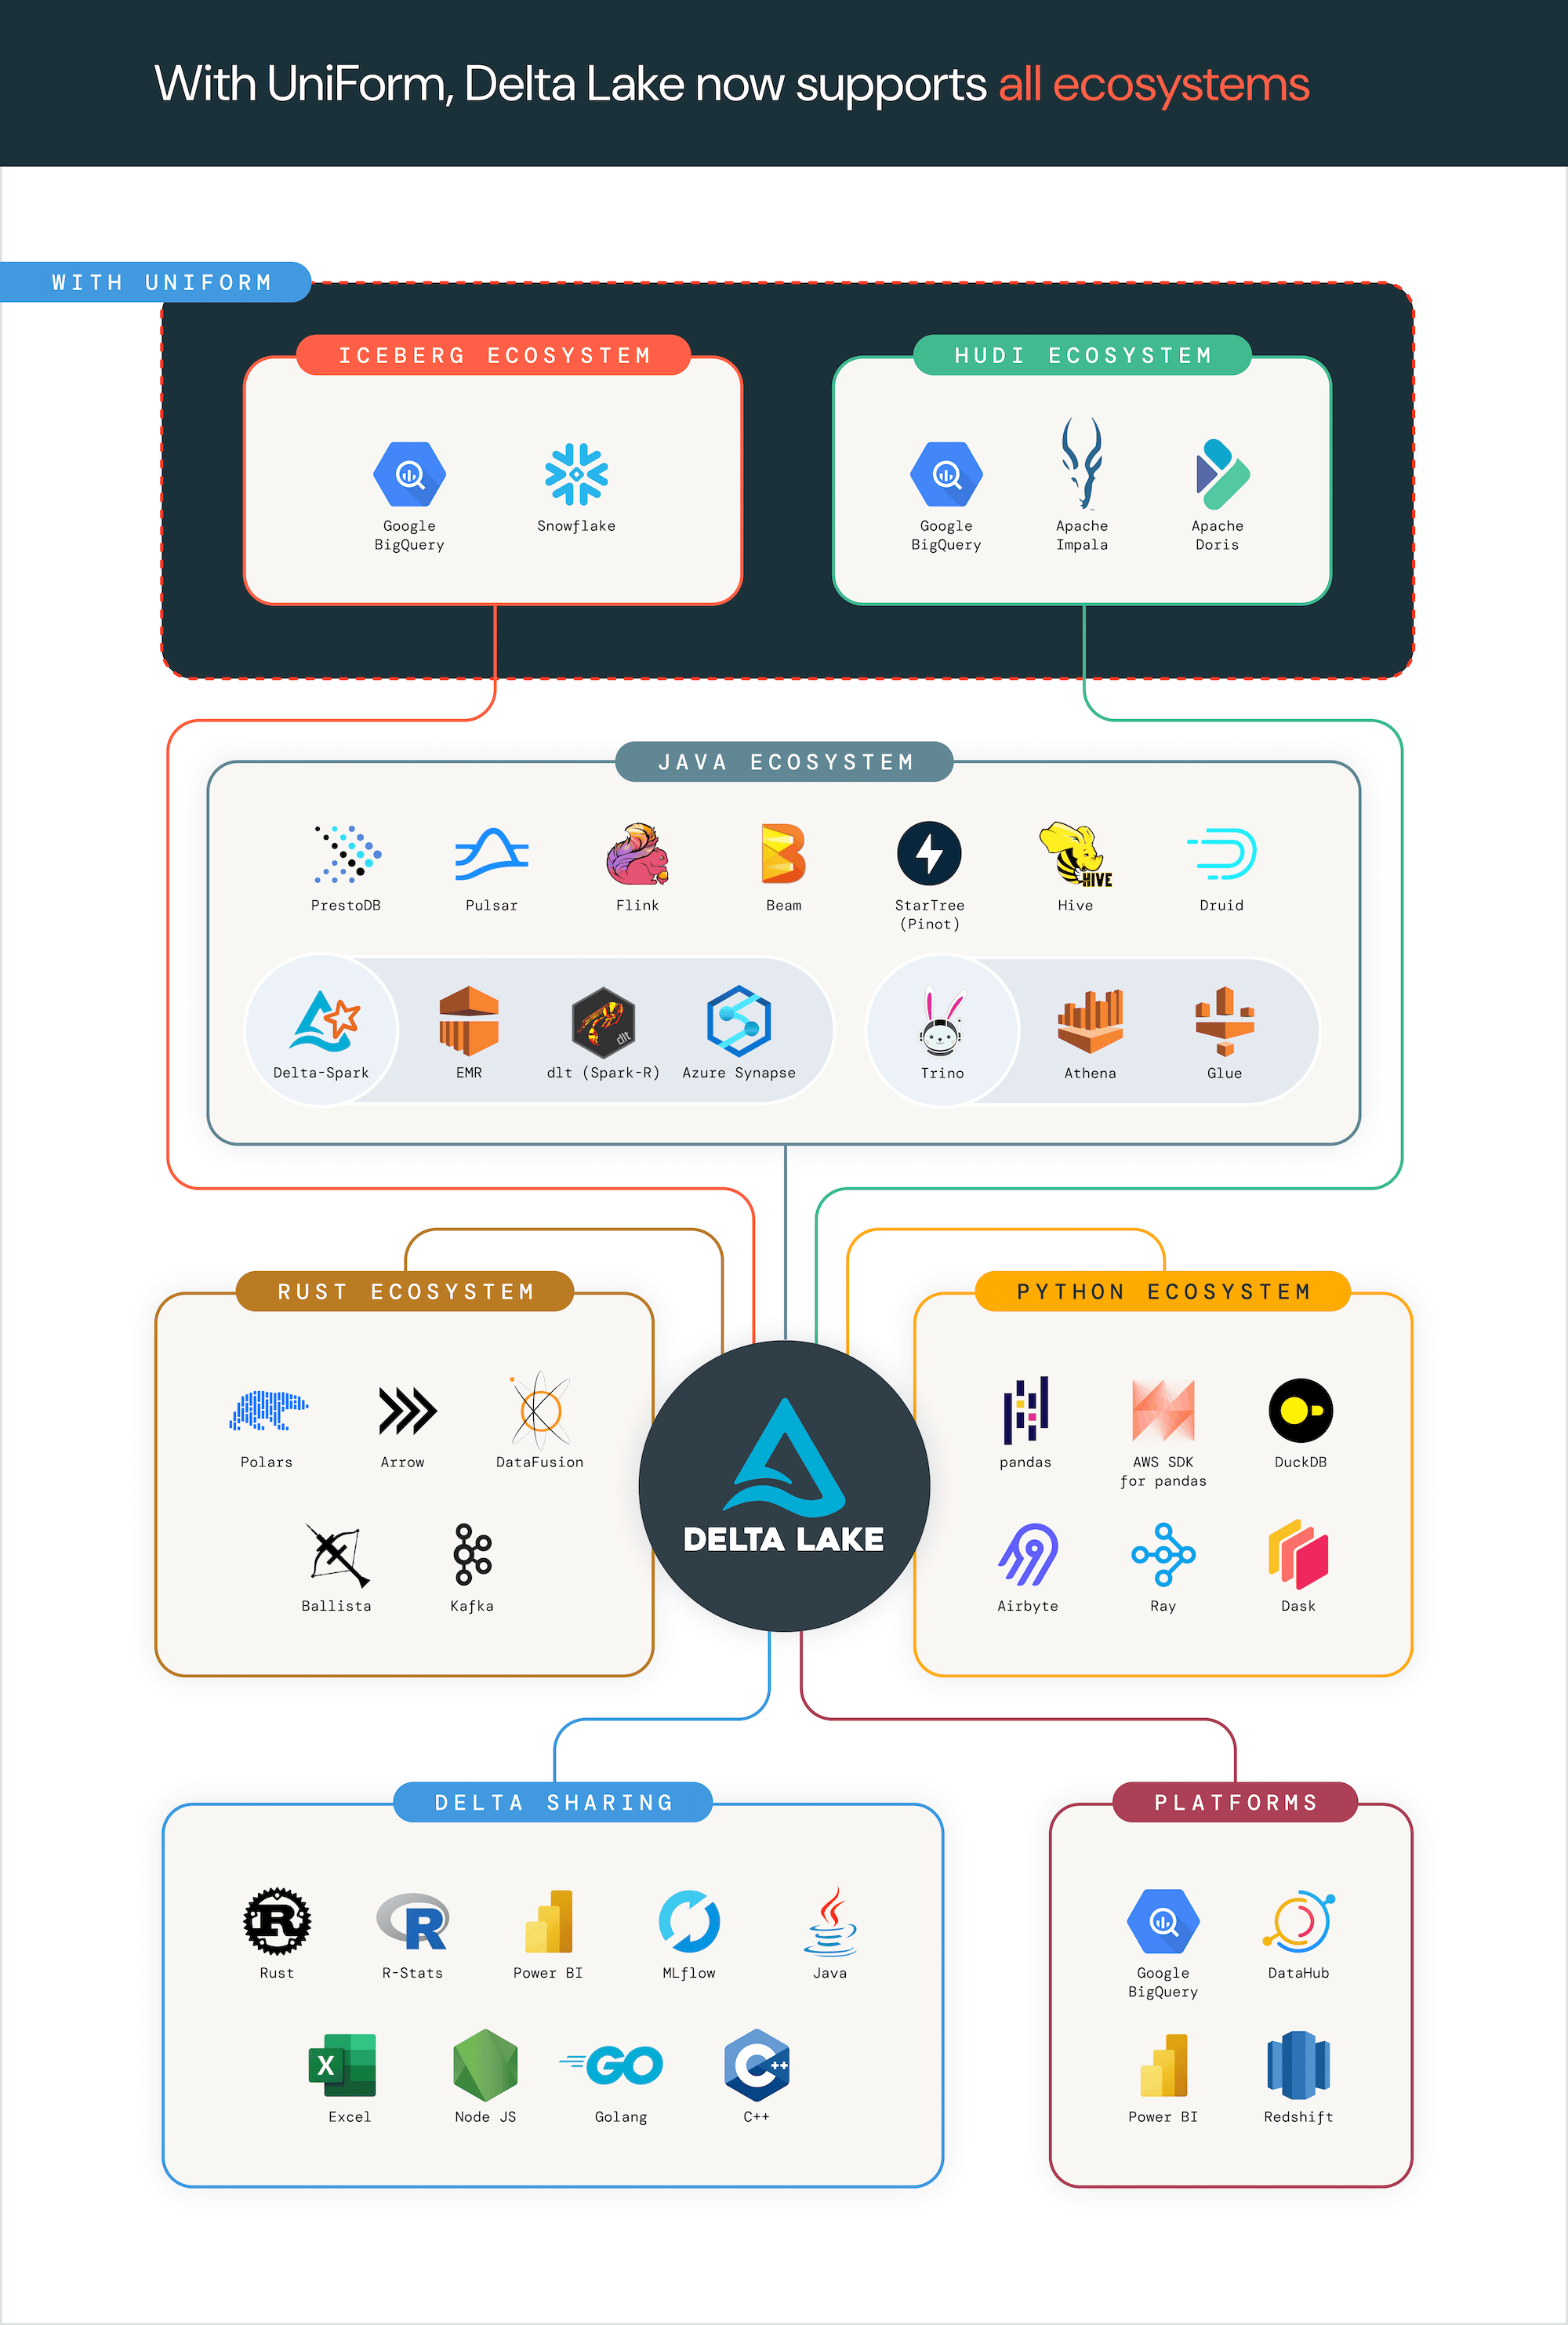 With UniForm, Delta Lake now supports all ecosystems
WITH UNIFORM
ICEBERG ECOSYSTEM
Google
BigQuery
Snowflake
HUDI ECOSYSTEM
Google
BigQuery
Apache
Impala
Apache
Doris
JAVA ECOSYSTEM
PrestoDB
Pulsar
Flink
Beam
StarTree
(Pinot)
HIVE
Hive
Druid
Delta-Spark
EMR
dlt
dlt (Spark-R)
Azure Synapse
Trino
Athena
Glue
RUST ECOSYSTEM
Polars
Arrow
DataFusion
Ballista
Kafka
DELTA LAKE
PYTHON ECOSYSTEM
pandas
AWS SDK
for pandas
DuckDB
Airbyte
Ray
Dask
DELTA SHARING
R
Rust
R
R-Stats
Power BI
MLflow
Java
X
Excel
Node JS
GO
Golang
C++
C++
PLATFORMS
Google
BigQuery
DataHub
Power BI
Redshift